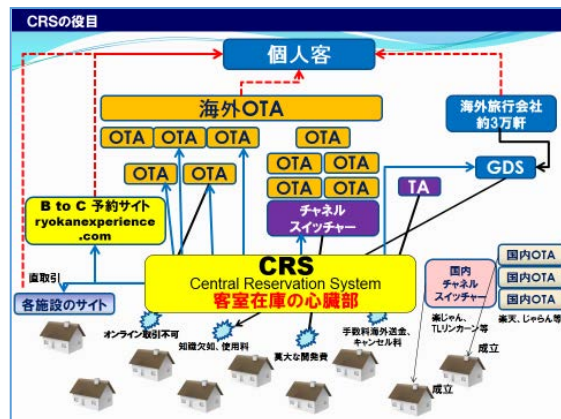 CRSの役目
個人客
海外OTA
海外旅行会社
約3万軒
OTA OTA OTA OTA
OTA OTA OTA OTA
OTA OTA
チャネル
スイッチャー
TA
GDS
B to C 予約サイト
ryokanexperience
.com
CRS
Central Reservation System
客室在庫の心臓部
直取引
各施設のサイト
国内
チャネル
スイッチャー
国内OTA
国内OTA
国内OTA
オンライン取引不可
知識欠如、使用料
莫大な開発費
手数料海外送金、
キャンセル料
楽じゃん、
TLリンカーン等
楽天、じゃらん等
成立
成立